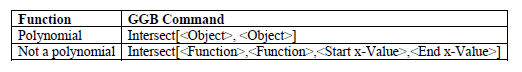 Function GGB Command
Polynomial Intersect[<Object>, <Object>]
Not a polynomial Intersect[<Function>,<Function>,<Start x-Value>,<End x-Value>]